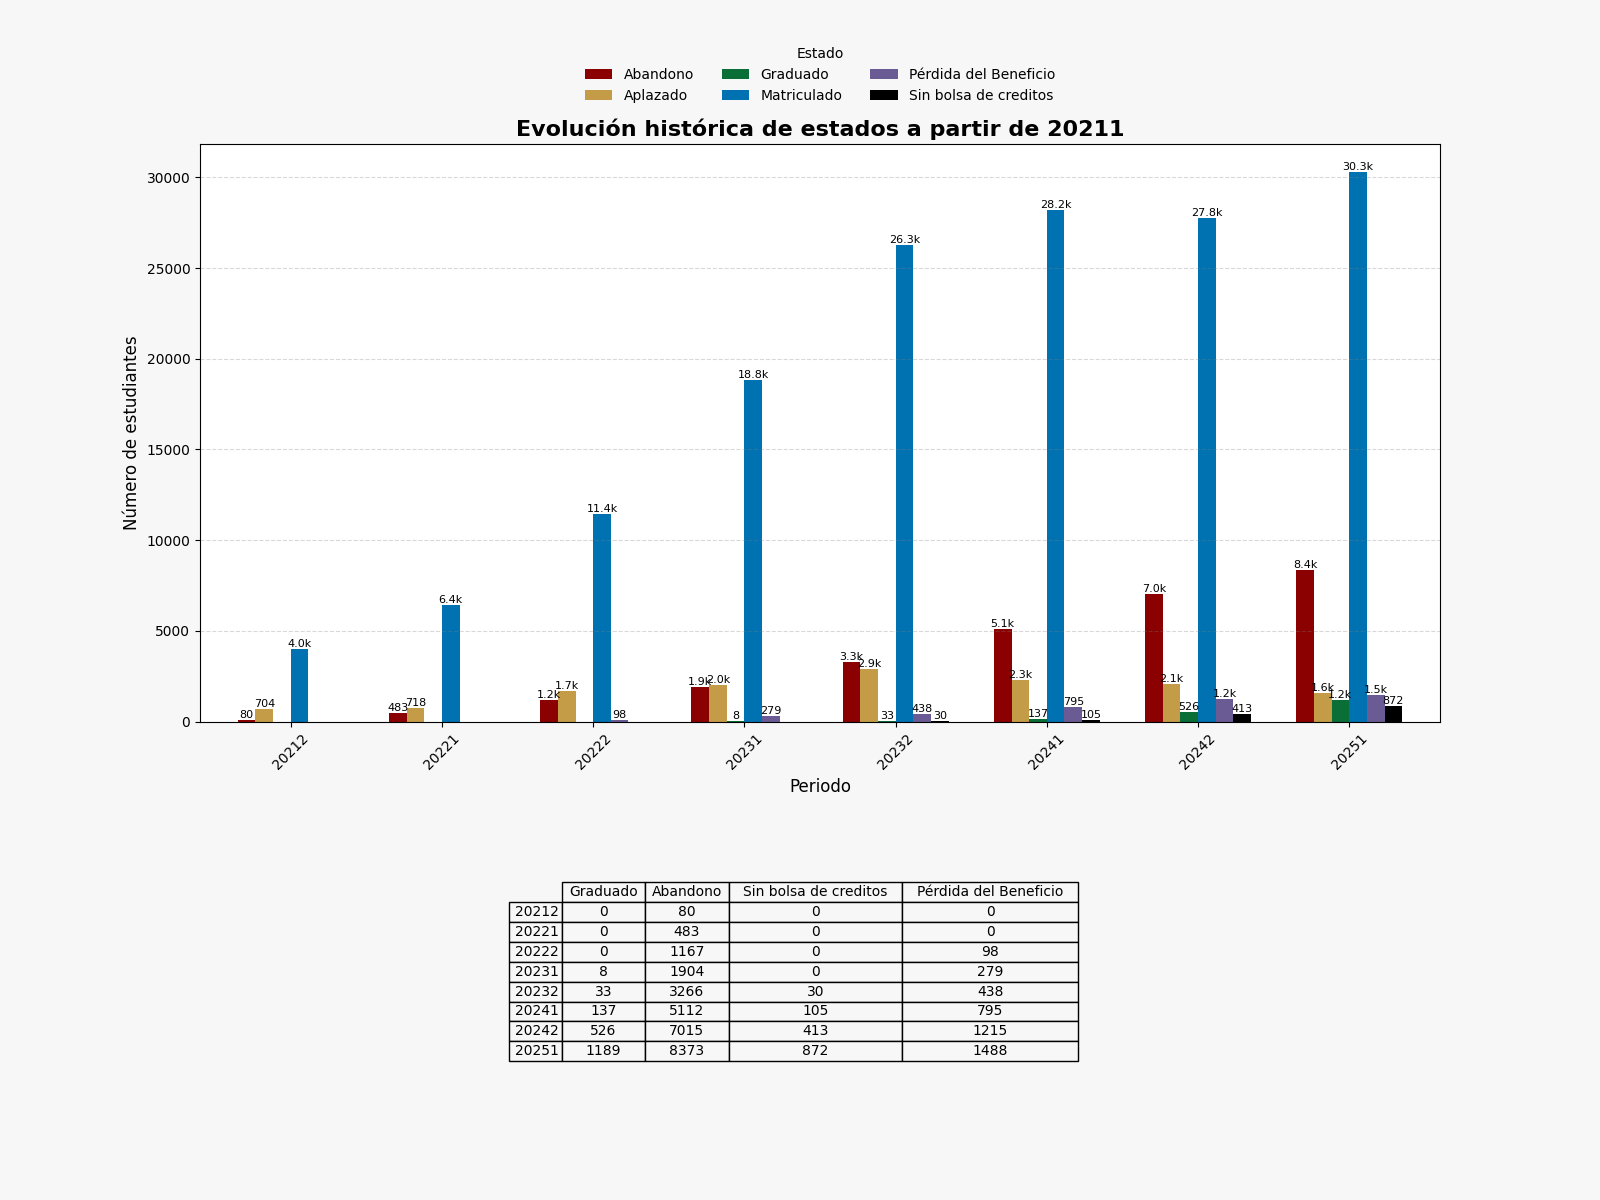 Estado
Abandono Graduado Pérdida del Beneficio
Aplazado Matriculado Sin bolsa de creditos
Evolución histórica de estados a partir de 20211
Número de estudiantes
30000
25000
20000
15000
10000
5000
0
80 704 4.0k
483 718 6.4k
1.2k 1.7k 11.4k 98
1.9k 2.0k 8 18.8k 279
3.3k 2.9k 33 26.3k 438 30
5.1k 2.3k 137 28.2k 795 105
7.0k 2.1k 526 27.8k 1.2k 413
8.4k 1.6k 1.2k 30.3k 1.5k 872
20212 20221 20222 20231 20232 20241 20242 20251
Periodo
Graduado Abandono Sin bolsa de creditos Pérdida del Beneficio
20212 0 80 0 0
20221 0 483 0 0
20222 0 1167 0 98
20231 8 1904 0 279
20232 33 3266 30 438
20241 137 5112 105 795
20242 526 7015 413 1215
20251 1189 8373 872 1488